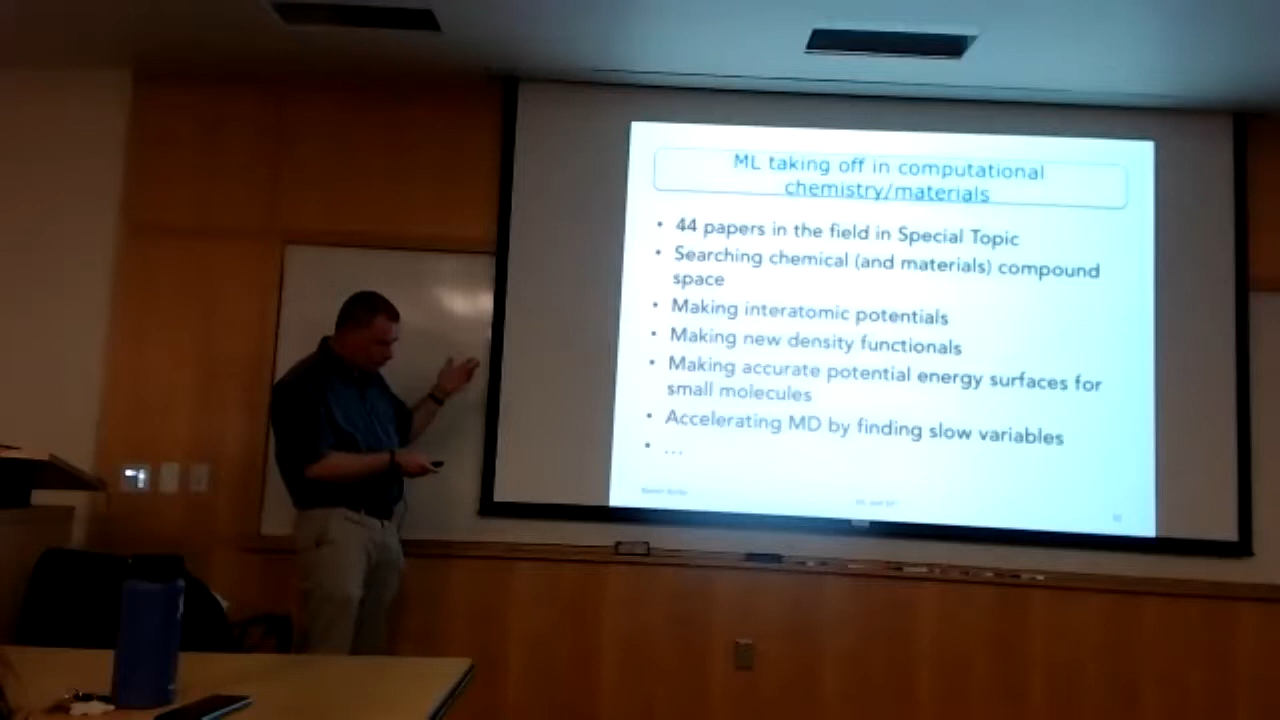 ML taking off in computational
chemistry/materials
• 44 papers in the field in Special Topic
• Searching chemical (and materials) compound
space
• Making interatomic potentials
• Making new density functionals
• Making accurate potential energy surfaces for
small molecules
• Accelerating MD by finding slow variables
• ...